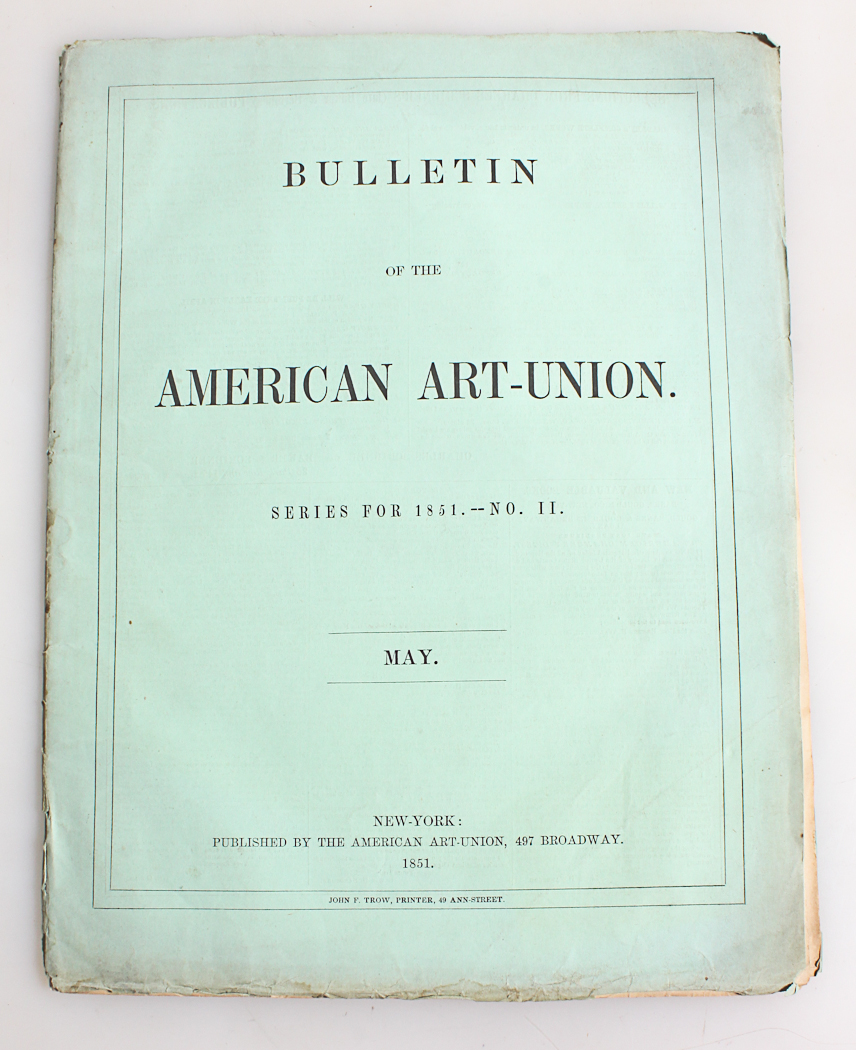 BULLETIN
OF THE
AMERICAN ART-UNION.
SERIES FOR 1851.--NO. II.
MAY.
NEW-YORK:
PUBLISHED BY THE AMERICAN ART-UNION, 497 BROADWAY.
1851.
JOHN F. TROW, PRINTER, 49 ANN-STREET.